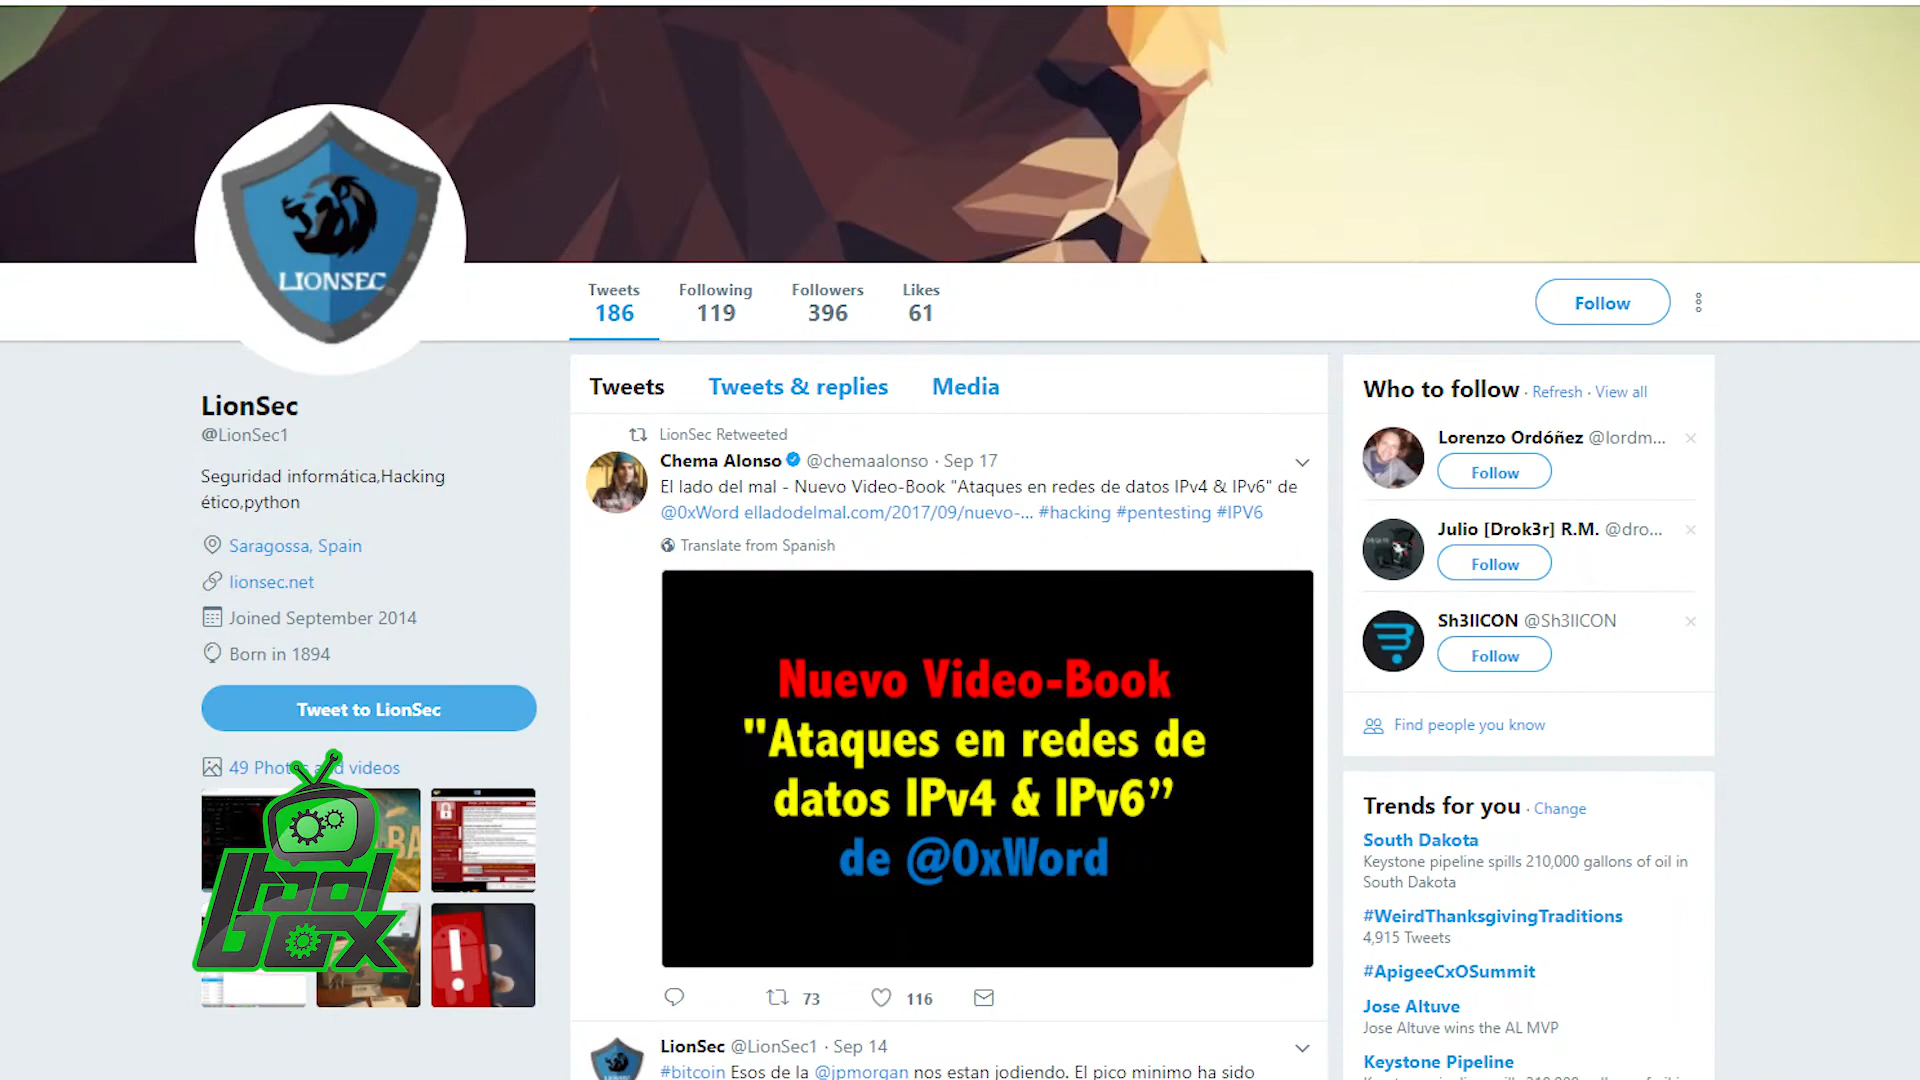 LIONSEC
Tweets
186
Following
119
Followers
396
Likes
61
Follow
LionSec
@LionSec1
Seguridad informática,Hacking
ético,python
Saragossa, Spain
lionsec.net
Joined September 2014
Born in 1894
Tweet to LionSec
49 Photos and videos
Tool
box
Tweets
Tweets & replies
Media
LionSec Retweeted
Chema Alonso @chemaalonso · Sep 17
El lado del mal - Nuevo Video-Book "Ataques en redes de datos IPv4 & IPv6" de
@0xWord elladodelmal.com/2017/09/nuevo-... #hacking #pentesting #IPV6
Translate from Spanish
Nuevo Video-Book
"Ataques en redes de
datos IPv4 & IPv6”
de @0xWord
73
116
LionSec @LionSec1 · Sep 14
#bitcoin Esos de la @jpmorgan nos estan jodiendo. El pico minimo ha sido
Who to follow · Refresh · View all
Lorenzo Ordóñez @lordm...
Follow
Julio [Drok3r] R.M. @dro...
Follow
Sh3llCON @Sh3llCON
Follow
Find people you know
Trends for you · Change
South Dakota
Keystone pipeline spills 210,000 gallons of oil in
South Dakota
#WeirdThanksgivingTraditions
4,915 Tweets
#ApigeeCxOSummit
Jose Altuve
Jose Altuve wins the AL MVP
Keystone Pipeline